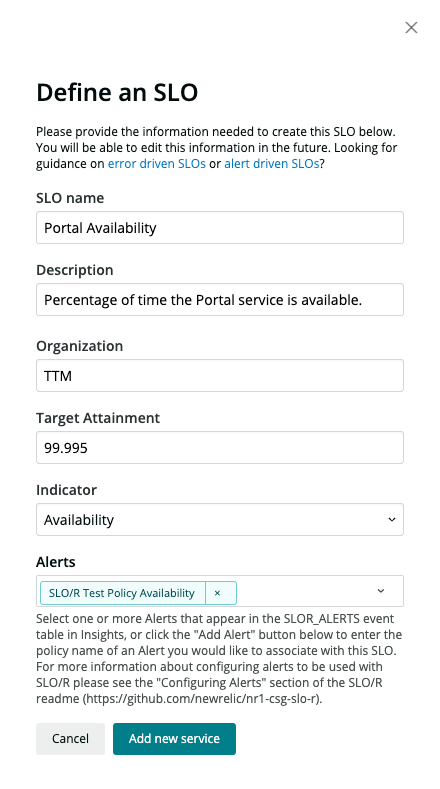 Define an SLO
Please provide the information needed to create this SLO below.
You will be able to edit this information in the future. Looking for
guidance on error driven SLOs or alert driven SLOs?
SLO name
Portal Availability
Description
Percentage of time the Portal service is available.
Organization
TTM
Target Attainment
99.995
Indicator
Availability
Alerts
SLO/R Test Policy Availability ×
Select one or more Alerts that appear in the SLOR_ALERTS event
table in Insights, or click the "Add Alert" button below to enter the
policy name of an Alert you would like to associate with this SLO.
For more information about configuring alerts to be used with
SLO/R please see the "Configuring Alerts" section of the SLO/R
readme (https://github.com/newrelic/nr1-csg-slo-r).
Cancel Add new service